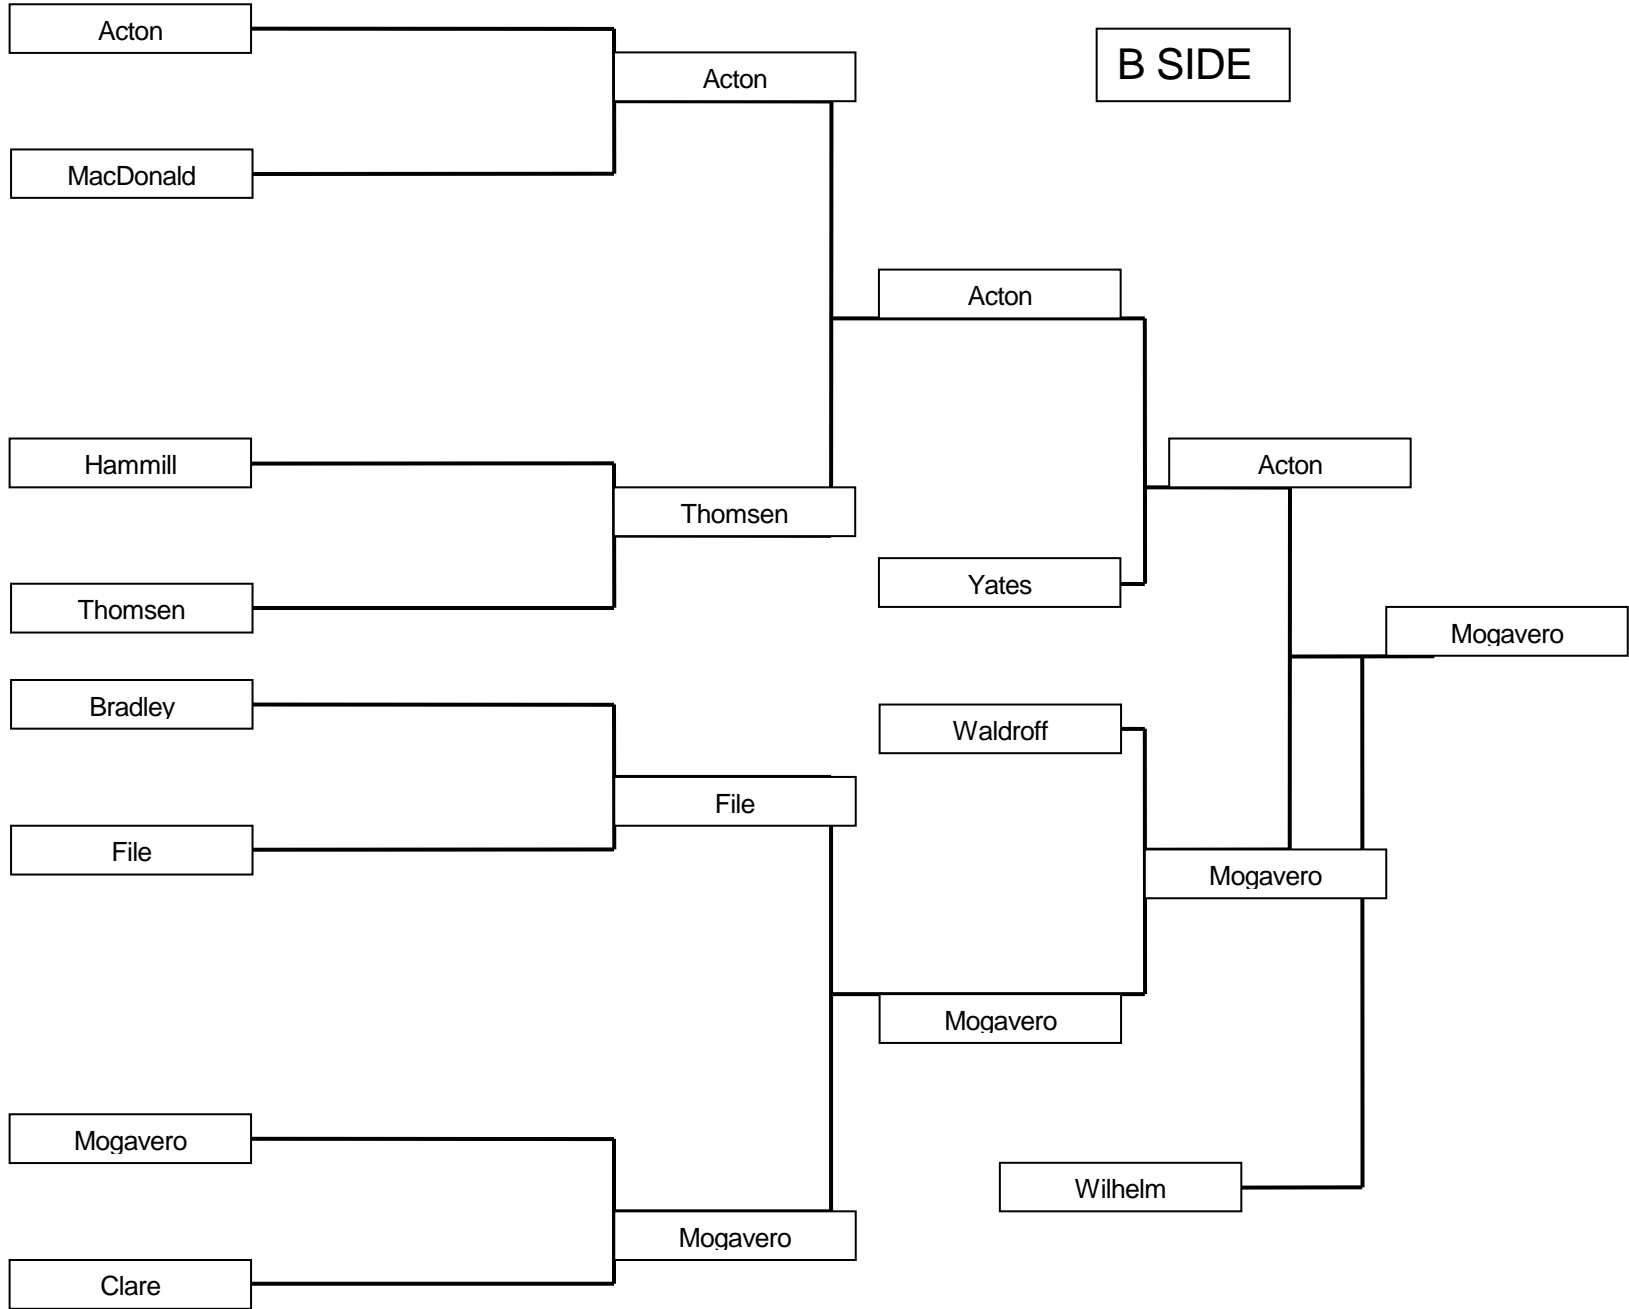 Acton
B SIDE
Acton
MacDonald
Acton
Hammill
Acton
Thomsen
Yates
Thomsen
Mogavero
Bradley
Waldroff
File
File
Mogavero
Mogavero
Mogavero
Wilhelm
Mogavero
Clare